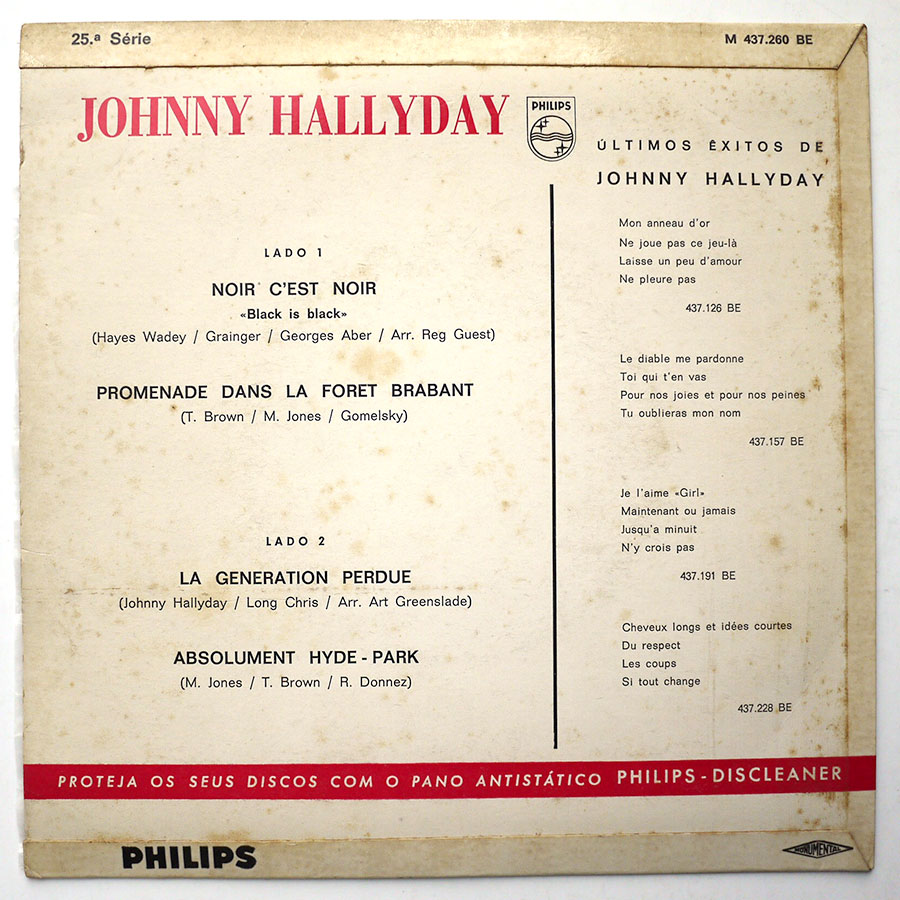 25.ª Série
M 437.260 BE
JOHNNY HALLYDAY
PHILIPS
LADO 1
NOIR C'EST NOIR
«Black is black»
(Hayes Wadey / Grainger / Georges Aber / Arr. Reg Guest)
PROMENADE DANS LA FORET BRABANT
(T. Brown / M. Jones / Gomelsky)
LADO 2
LA GENERATION PERDUE
(Johnny Hallyday / Long Chris / Arr. Art Greenslade)
ABSOLUMENT HYDE - PARK
(M. Jones / T. Brown / R. Donnez)
ÚLTIMOS ÊXITOS DE
JOHNNY HALLYDAY
Mon anneau d'or
Ne joue pas ce jeu-là
Laisse un peu d'amour
Ne pleure pas
437.126 BE
Le diable me pardonne
Toi qui t'en vas
Pour nos joies et pour nos peines
Tu oublieras mon nom
437.157 BE
Je l'aime «Girl»
Maintenant ou jamais
Jusqu'a minuit
N'y crois pas
437.191 BE
Cheveux longs et idées courtes
Du respect
Les coups
Si tout change
437.228 BE
PROTEJA OS SEUS DISCOS COM O PANO ANTISTÁTICO PHILIPS - DISCLEANER
PHILIPS
MONUMENTAL